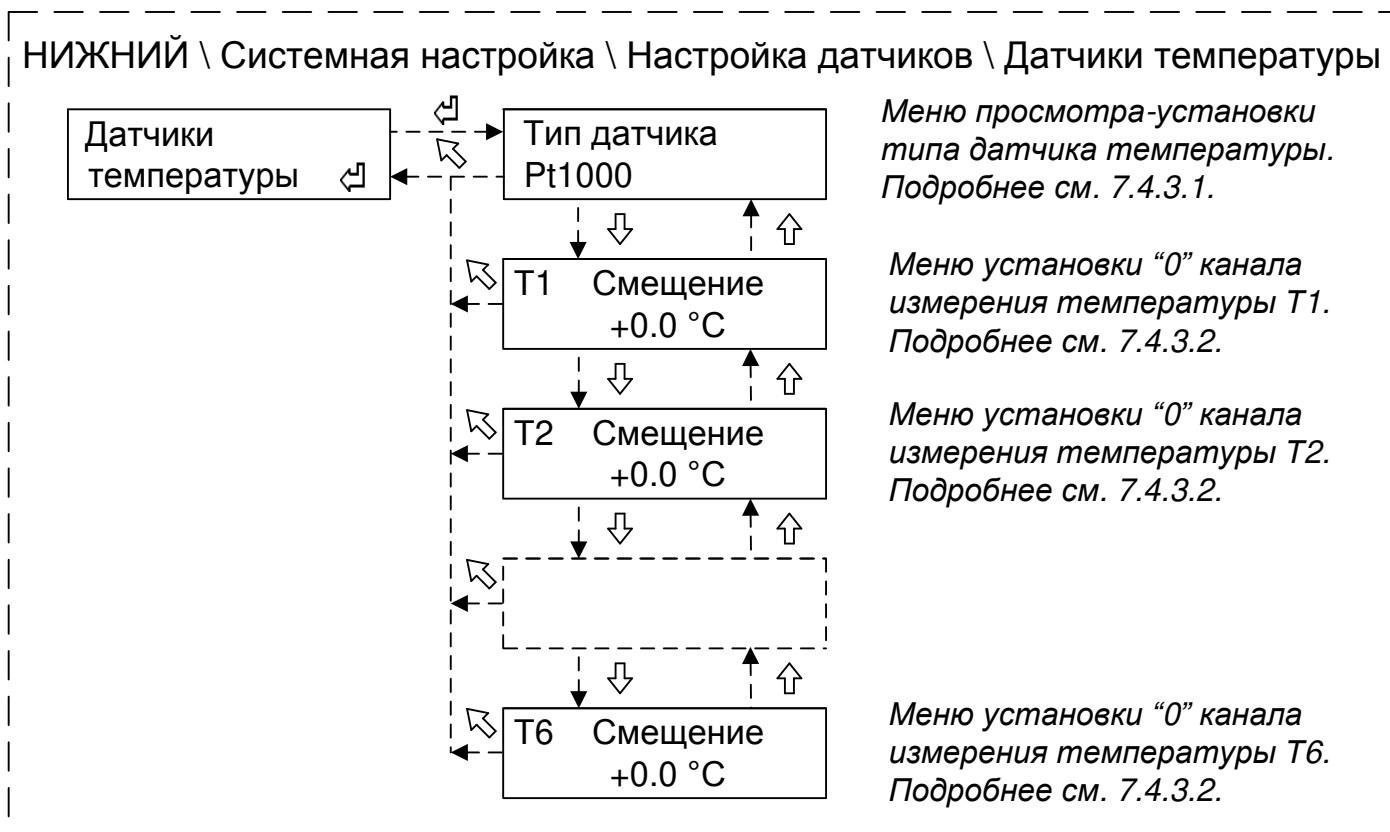 НИЖНИЙ \ Системная настройка \ Настройка датчиков \ Датчики температуры
Датчики
температуры
Тип датчика
Pt1000
Меню просмотра-установки
типа датчика температуры.
Подробнее см. 7.4.3.1.
T1 Смещение
+0.0 °C
Меню установки “0” канала
измерения температуры T1.
Подробнее см. 7.4.3.2.
T2 Смещение
+0.0 °C
Меню установки “0” канала
измерения температуры T2.
Подробнее см. 7.4.3.2.
T6 Смещение
+0.0 °C
Меню установки “0” канала
измерения температуры T6.
Подробнее см. 7.4.3.2.